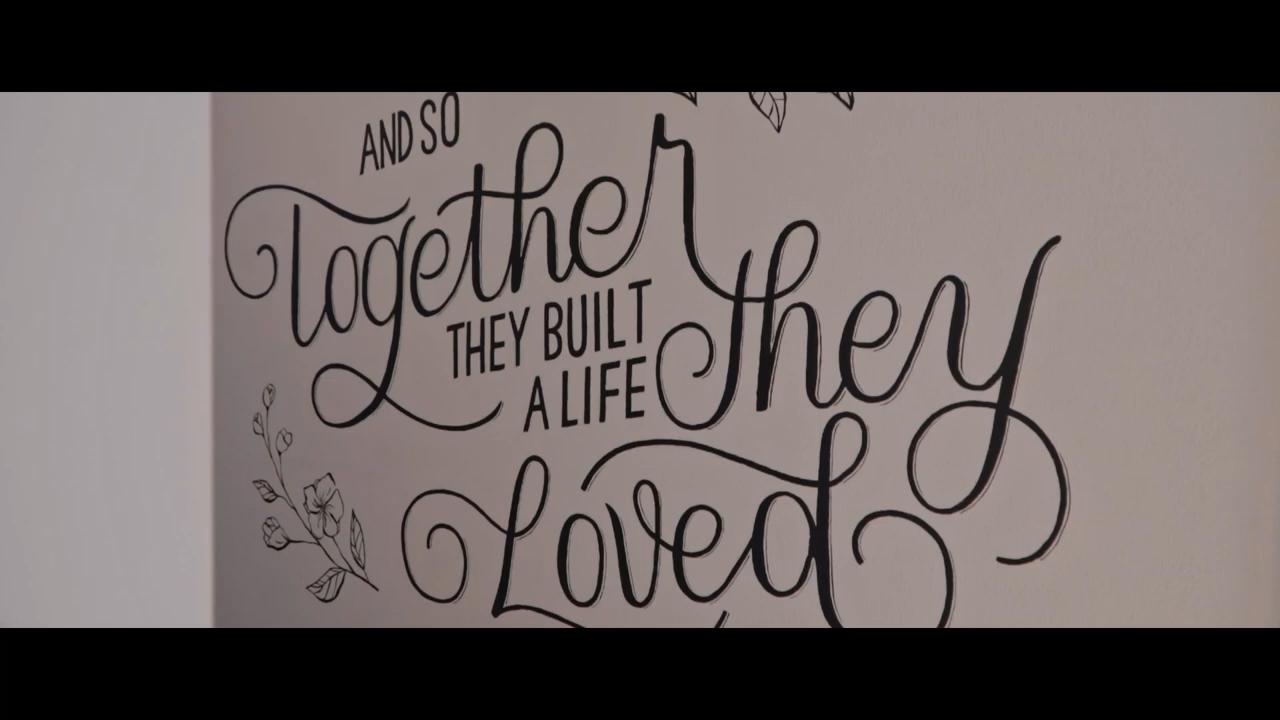 AND SO
Together
THEY BUILT
A LIFE
they
Loved